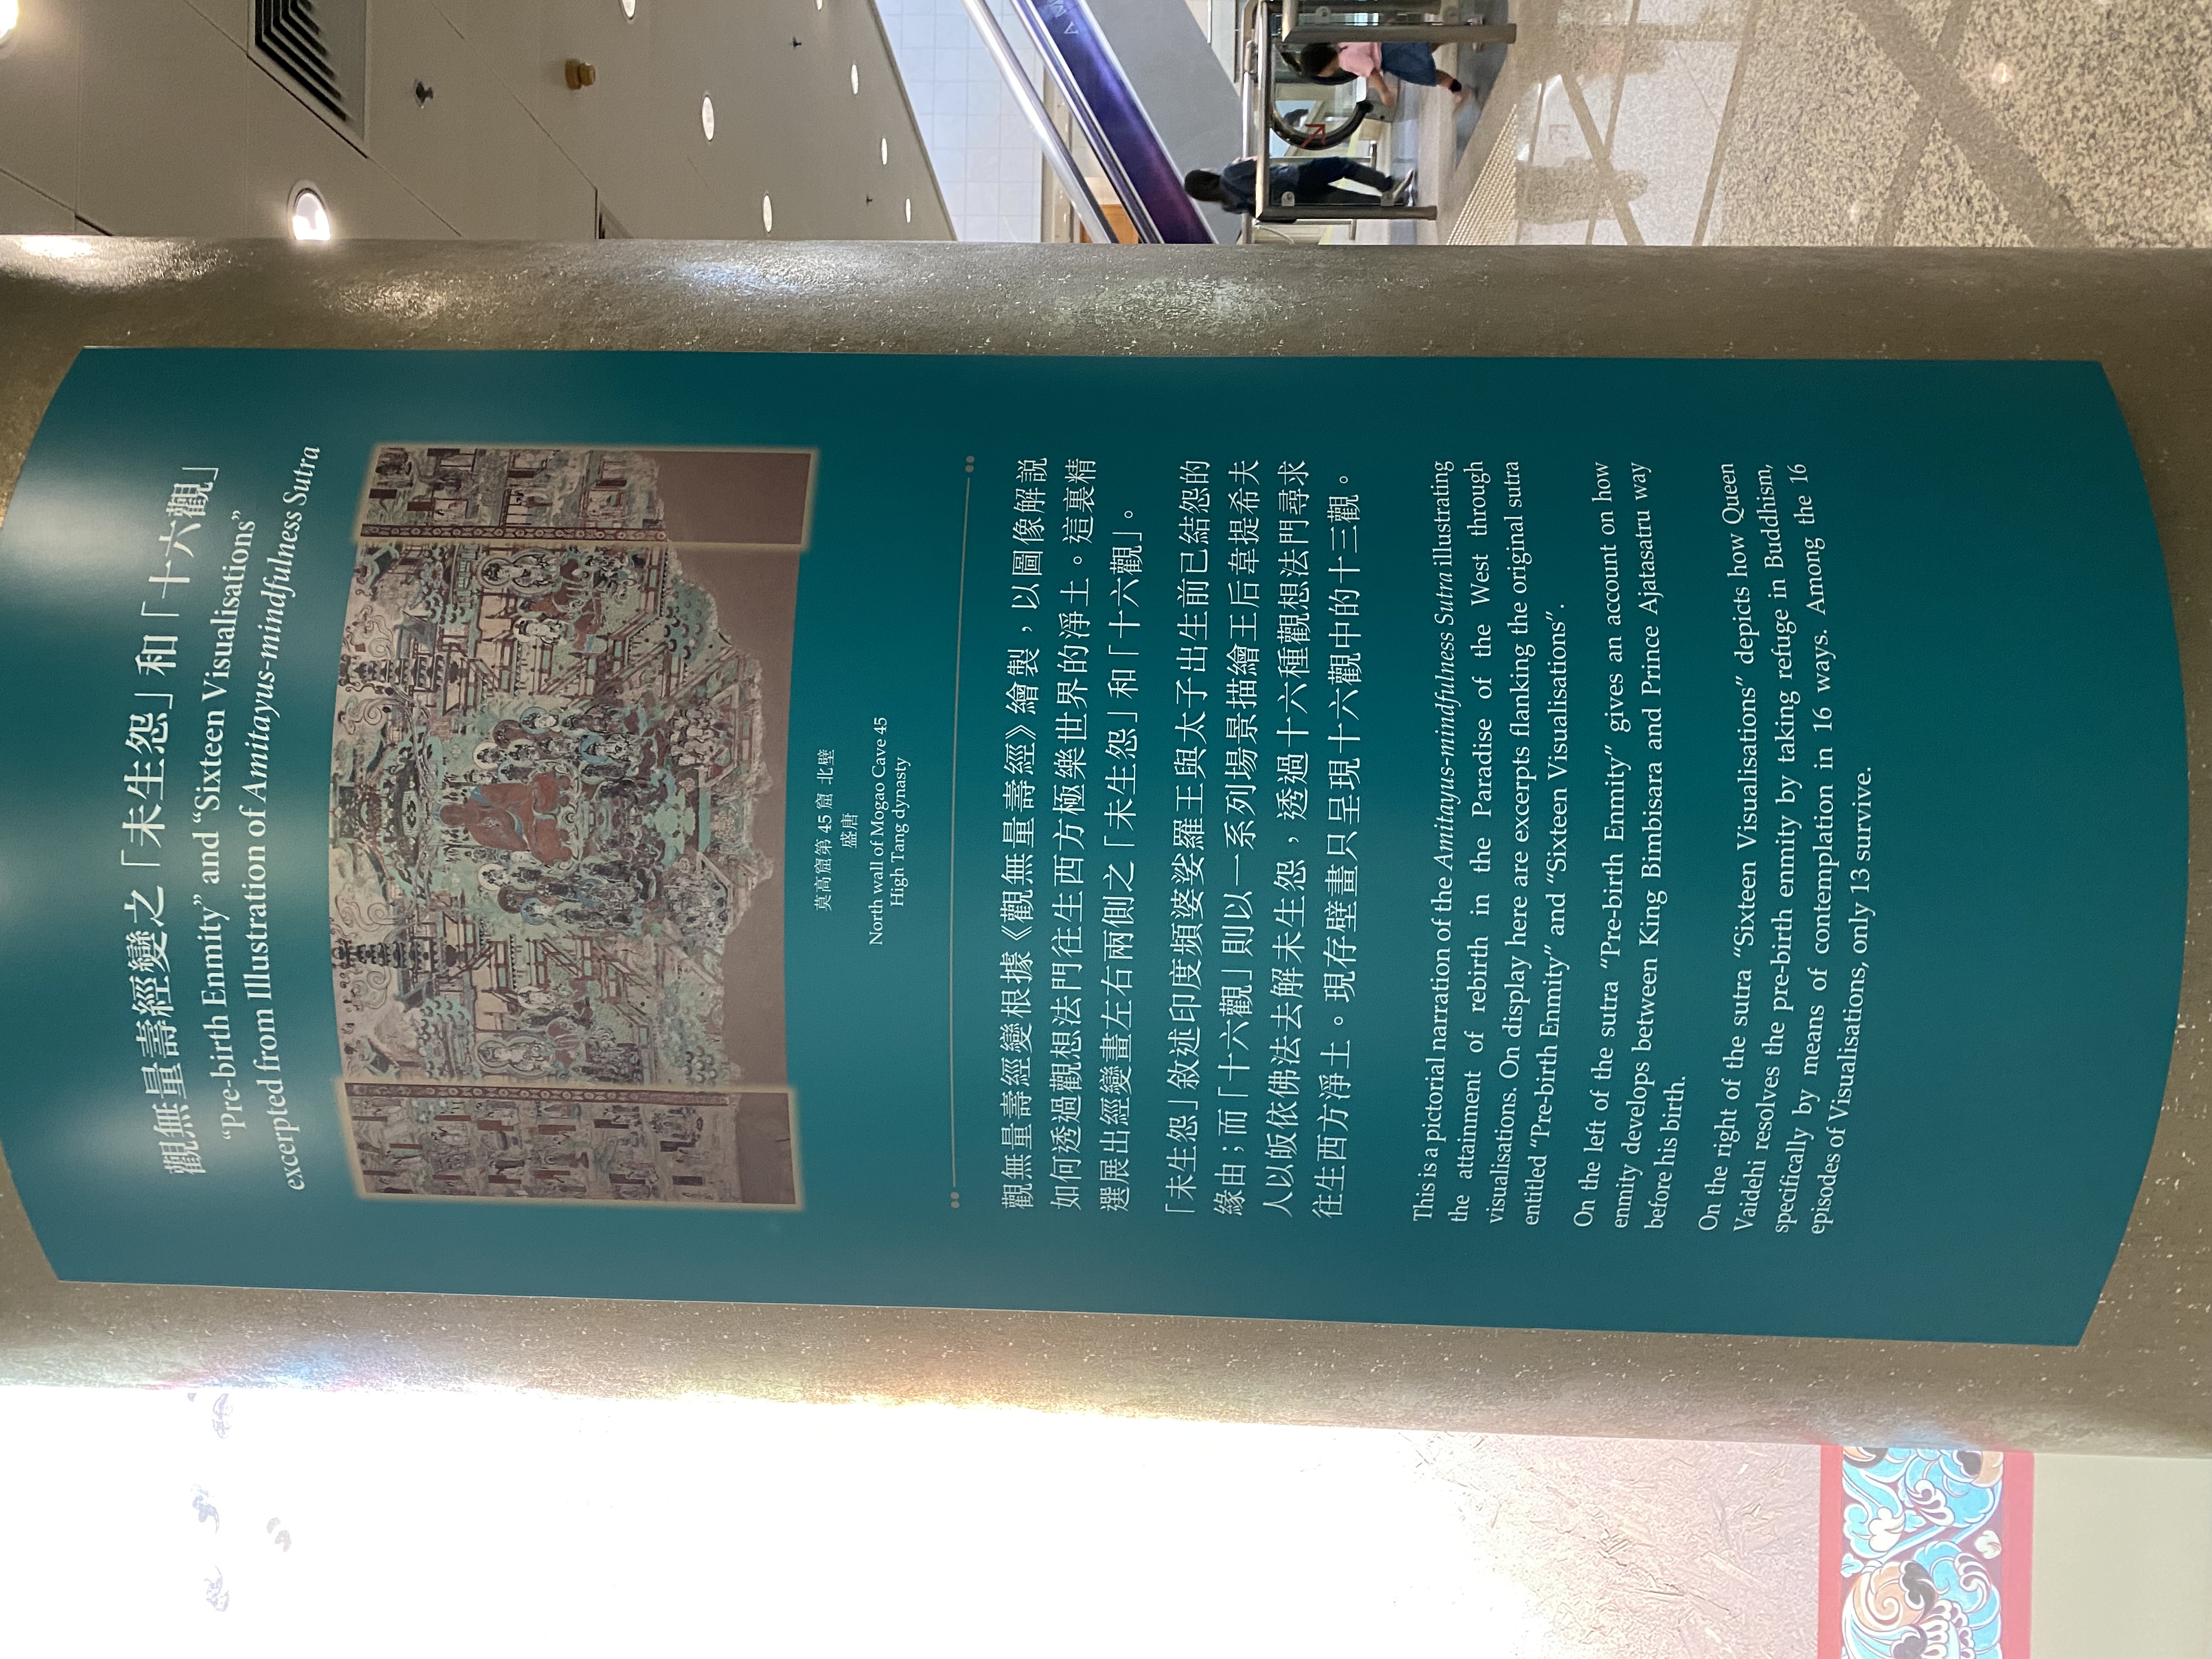 觀無量壽經變之「未生怨」和「十六觀」
“Pre-birth Enmity” and “Sixteen Visualisations”
excerpted from Illustration of Amitayus-mindfulness Sutra
莫高窟第 45 窟 北壁
盛唐
North wall of Mogao Cave 45
High Tang dynasty
觀無量壽經變根據《觀無量壽經》繪製，以圖像解説
如何透過觀想法門往生西方極樂世界的淨土。這裏精
選展出經變畫左右兩側之「未生怨」和「十六觀」。
「未生怨」敘述印度頻婆娑羅王與太子出生前已結怨的
緣由；而「十六觀」則以一系列場景描繪王后韋提希夫
人以皈依佛法去解未生怨，透過十六種觀想法門尋求
往生西方淨土。現存壁畫只呈現十六觀中的十三觀。
This is a pictorial narration of the Amitayus-mindfulness Sutra illustrating
the attainment of rebirth in the Paradise of the West through
visualisations. On display here are excerpts flanking the original sutra
entitled “Pre-birth Enmity” and “Sixteen Visualisations”.
On the left of the sutra “Pre-birth Enmity” gives an account on how
enmity develops between King Bimbisara and Prince Ajatasatru way
before his birth.
On the right of the sutra “Sixteen Visualisations” depicts how Queen
Vaidehi resolves the pre-birth enmity by taking refuge in Buddhism,
specifically by means of contemplation in 16 ways. Among the 16
episodes of Visualisations, only 13 survive.